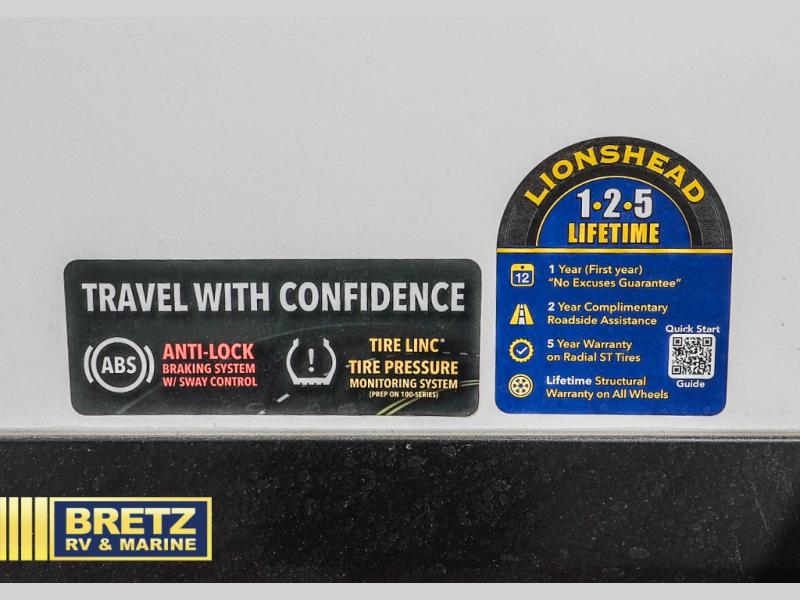 TRAVEL WITH CONFIDENCE
ABS
ANTI-LOCK
BRAKING SYSTEM
W/ SWAY CONTROL
!
TIRE LINC®
TIRE PRESSURE
MONITORING SYSTEM
(PREP ON 100-SERIES)
LIONSHEAD
1•2•5
LIFETIME
12
1 Year (First year)
"No Excuses Guarantee"
2 Year Complimentary
Roadside Assistance
5 Year Warranty
on Radial ST Tires
Lifetime Structural
Warranty on All Wheels
Quick Start
Guide
BRETZ
RV & MARINE